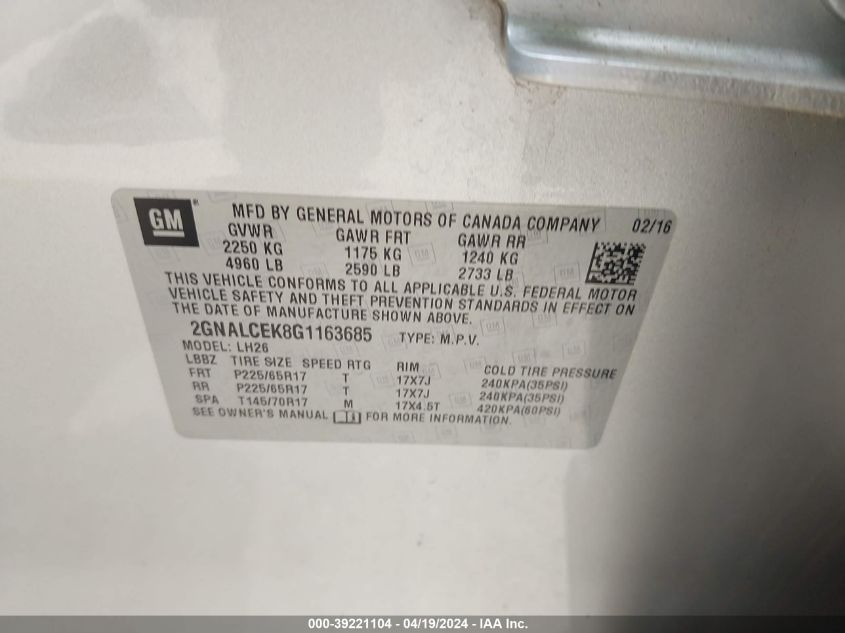 GM ® MFD BY GENERAL MOTORS OF CANADA COMPANY 02/16
GVWR GAWR FRT GAWR RR
2250 KG 1175 KG 1240 KG
4960 LB 2590 LB 2733 LB
THIS VEHICLE CONFORMS TO ALL APPLICABLE U.S. FEDERAL MOTOR
VEHICLE SAFETY AND THEFT PREVENTION STANDARDS IN EFFECT ON
THE DATE OF MANUFACTURE SHOWN ABOVE.
2GNALCEK8G1163685 TYPE: M.P.V.
MODEL: LH26
LBBZ TIRE SIZE SPEED RTG RIM COLD TIRE PRESSURE
FRT P225/65R17 T 17X7J 240KPA(35PSI)
RR P225/65R17 T 17X7J 240KPA(35PSI)
SPA T145/70R17 M 17X4.5T 420KPA(60PSI)
SEE OWNER'S MANUAL FOR MORE INFORMATION.
000-39221104 - 04/19/2024 - IAA Inc.